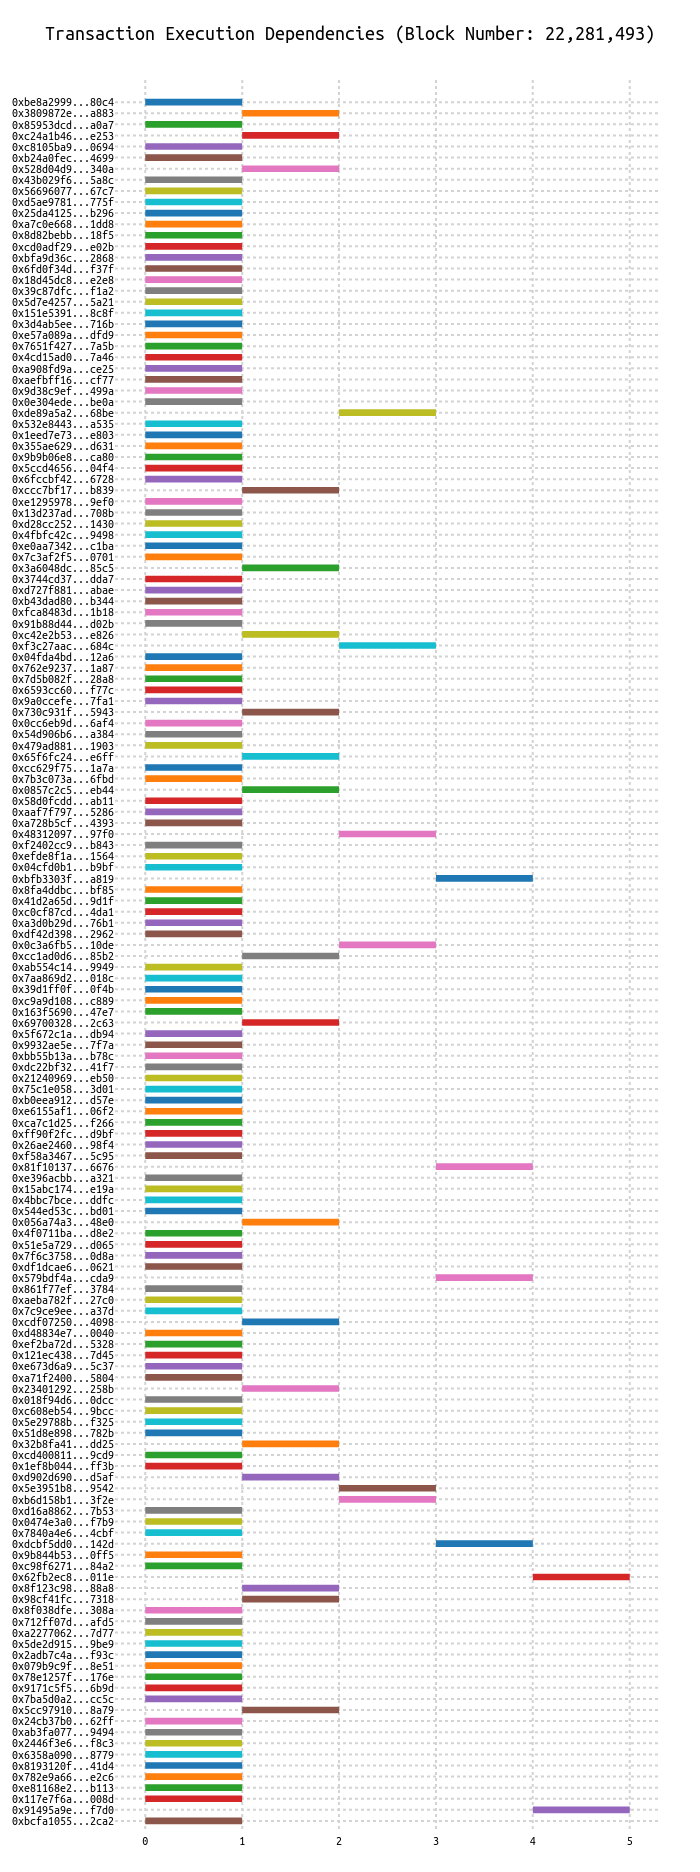 Transaction Execution Dependencies (Block Number: 22,281,493)
0xbe8a2999...80c4
0x3809872e...a883
0x85953dcd...a0a7
0xc24a1b46...e253
0xc8105ba9...0694
0xb24a0fec...4699
0x528d04d9...340a
0x43b029f6...5a8c
0x56696077...67c7
0xd5ae9781...775f
0x25da4125...b296
0xa7c0e668...1dd8
0x8d82bebb...18f5
0xcd0adf29...e02b
0xbfa9d36c...2868
0x6fd0f34d...f37f
0x18d45dc8...e2e8
0x39c87dfc...f1a2
0x5d7e4257...5a21
0x151e5391...8c8f
0x3d4ab5ee...716b
0xe57a089a...dfd9
0x7651f427...7a5b
0x4cd15ad0...7a46
0xa908fd9a...ce25
0xaefbff16...cf77
0x9d38c9ef...499a
0x0e304ede...be0a
0xde89a5a2...68be
0x532e8443...a535
0x1eed7e73...e803
0x355ae629...d631
0x9b9b06e8...ca80
0x5ccd4656...04f4
0x6fccbf42...6728
0xccc7bf17...b839
0xe1295978...9ef0
0x13d237ad...708b
0xd28cc252...1430
0x4fbfc42c...9498
0xe0aa7342...c1ba
0x7c3af2f5...0701
0x3a6048dc...85c5
0x3744cd37...dda7
0xd727f881...abae
0xb43dad80...b344
0xfca8483d...1b18
0x91b88d44...d02b
0xc42e2b53...e826
0xf3c27aac...684c
0x04fda4bd...12a6
0x762e9237...1a87
0x7d5b082f...28a8
0x6593cc60...f77c
0x9a0ccefe...7fa1
0x730c931f...5943
0x0cc6eb9d...6af4
0x54d906b6...a384
0x479ad881...1903
0x65f6fc24...e6ff
0xcc629f75...1a7a
0x7b3c073a...6fbd
0x0857c2c5...eb44
0x58d0fcdd...ab11
0xaaf7f797...5286
0xa728b5cf...4393
0x48312097...97f0
0xf2402cc9...b843
0xefde8f1a...1564
0x04cfd0b1...b9bf
0xbfb3303f...a819
0x8fa4ddbc...bf85
0x41d2a65d...9d1f
0xc0cf87cd...4da1
0xa3d0b29d...76b1
0xdf42d398...2962
0x0c3a6fb5...10de
0xcc1ad0d6...85b2
0xab554c14...9949
0x7aa869d2...018c
0x39d1ff0f...0f4b
0xc9a9d108...c889
0x163f5690...47e7
0x69700328...2c63
0x5f672c1a...db94
0x9932ae5e...7f7a
0xbb55b13a...b78c
0xdc22bf32...41f7
0x21240969...eb50
0x75c1e058...3d01
0xb0eea912...d57e
0xe6155af1...06f2
0xca7c1d25...f266
0xff90f2fc...d9bf
0x26ae2460...98f4
0xf58a3467...5c95
0x81f10137...6676
0xe396acbb...a321
0x15abc174...e19a
0x4bbc7bce...ddfc
0x544ed53c...bd01
0x056a74a3...48e0
0x4f0711ba...d8e2
0x51e5a729...d065
0x7f6c3758...0d8a
0xdf1dcae6...0621
0x579bdf4a...cda9
0x861f77ef...3784
0xaeba782f...27c0
0x7c9ce9ee...a37d
0xcdf07250...4098
0xd48834e7...0040
0xef2ba72d...5328
0x121ec438...7d45
0xe673d6a9...5c37
0xa71f2400...5804
0x23401292...258b
0x018f94d6...0dcc
0xc608eb54...9bcc
0x5e29788b...f325
0x51d8e898...782b
0x32b8fa41...dd25
0xcd400811...9cd9
0x1ef8b044...ff3b
0xd902d690...d5af
0x5e3951b8...9542
0xb6d158b1...3f2e
0xd16a8862...7b53
0x0474e3a0...f7b9
0x7840a4e6...4cbf
0xdcbf5dd0...142d
0x9b844b53...0ff5
0xc98f6271...84a2
0x62fb2ec8...011e
0x8f123c98...88a8
0x98cf41fc...7318
0x8f038dfe...308a
0x712ff07d...afd5
0xa2277062...7d77
0x5de2d915...9be9
0x2adb7c4a...f93c
0x079b9c9f...8e51
0x78e1257f...176e
0x9171c5f5...6b9d
0x7ba5d0a2...cc5c
0x5cc97910...8a79
0x24cb37b0...62ff
0xab3fa077...9494
0x2446f3e6...f8c3
0x6358a090...8779
0x8193120f...41d4
0x782e9a66...e2c6
0xe81168e2...b113
0x117e7f6a...008d
0x91495a9e...f7d0
0xbcfa1055...2ca2
0 1 2 3 4 5